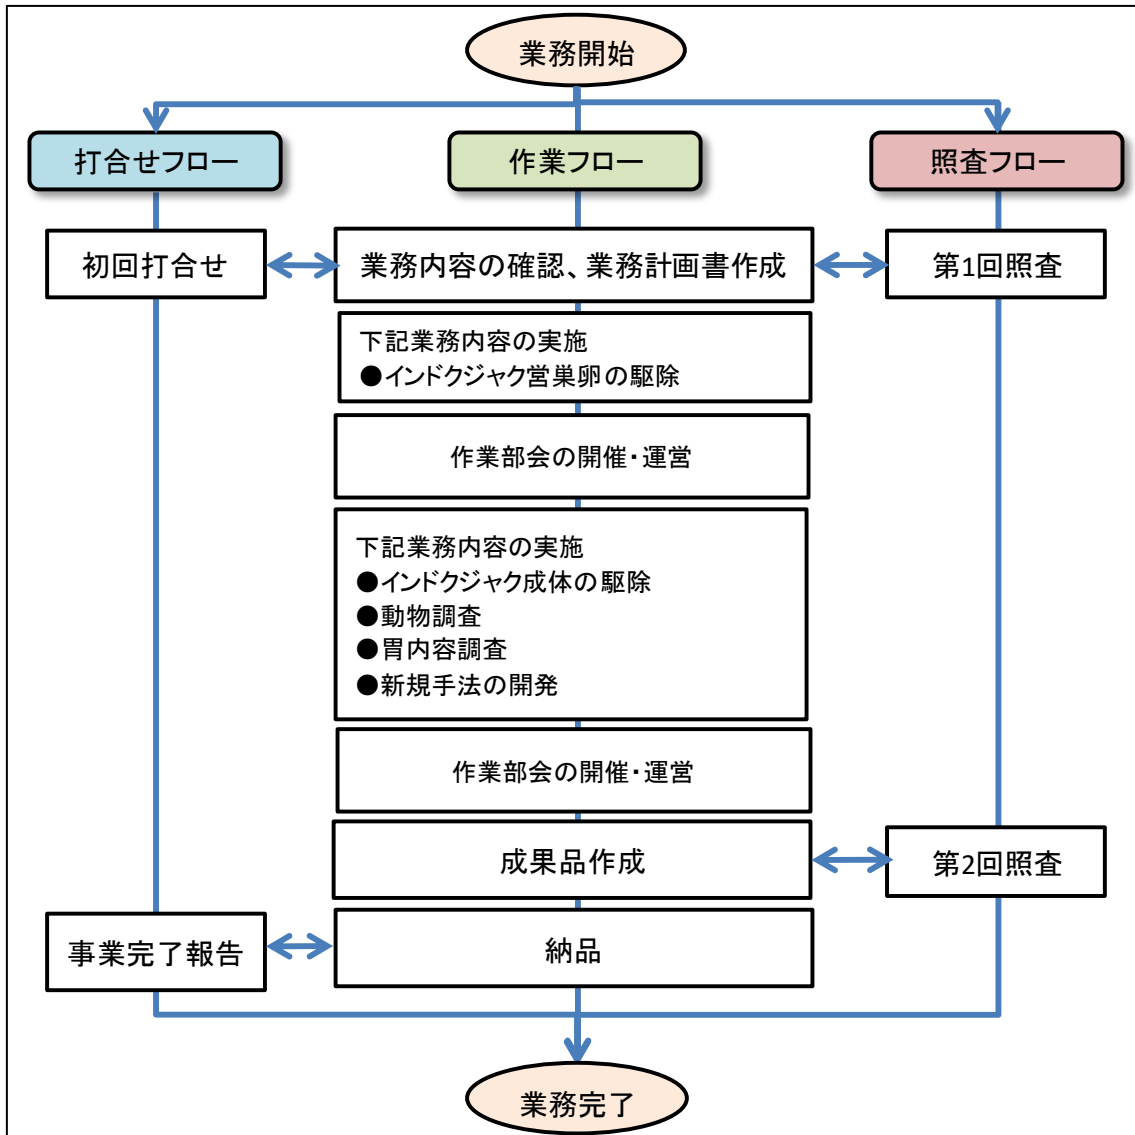 業務開始
打合せフロー
作業フロー
照査フロー
初回打合せ
業務内容の確認、業務計画書作成
第1回照査
下記業務内容の実施
●インドクジャク営巣卵の駆除
作業部会の開催・運営
下記業務内容の実施
●インドクジャク成体の駆除
●動物調査
●胃内容調査
●新規手法の開発
作業部会の開催・運営
成果品作成
第2回照査
事業完了報告
納品
業務完了